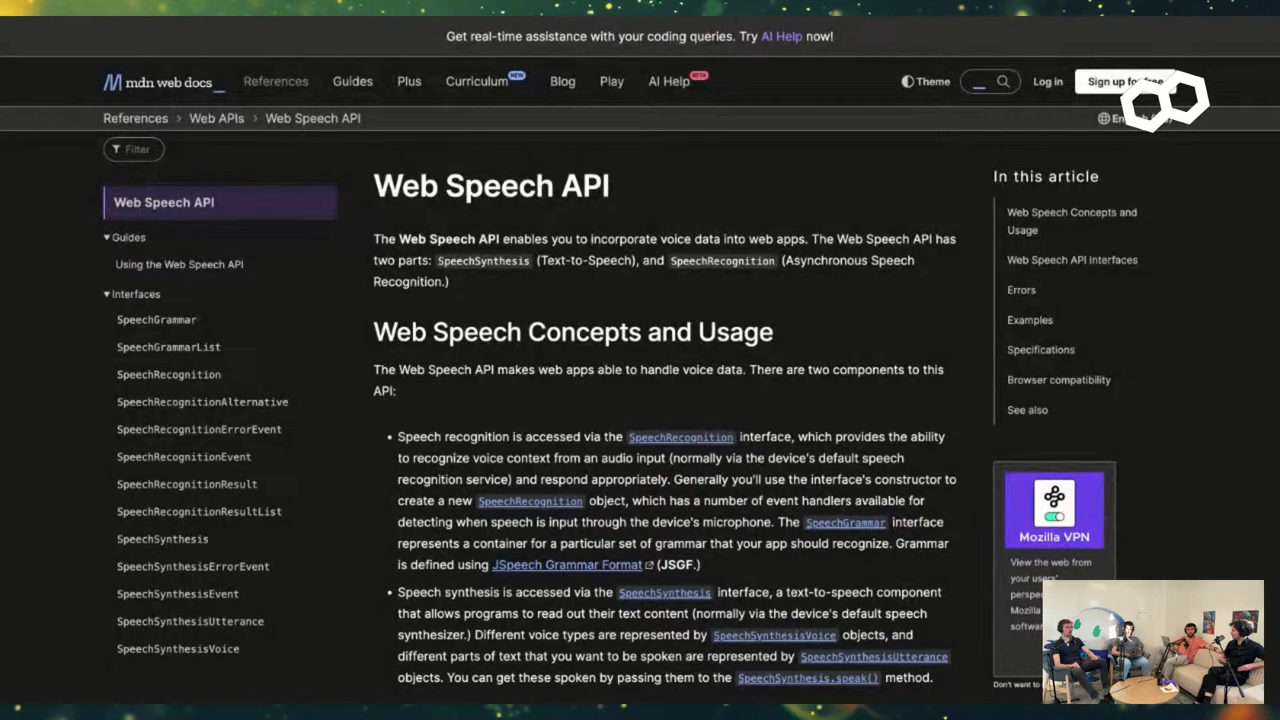 Get real-time assistance with your coding queries. Try AI Help now!
mdn web docs_ References Guides Plus Curriculum NEW Blog Play AI Help BETA Theme Log in Sign up for free
References > Web APIs > Web Speech API
Filter
Web Speech API
Guides
Using the Web Speech API
Interfaces
SpeechGrammar
SpeechGrammarList
SpeechRecognition
SpeechRecognitionAlternative
SpeechRecognitionErrorEvent
SpeechRecognitionEvent
SpeechRecognitionResult
SpeechRecognitionResultList
SpeechSynthesis
SpeechSynthesisErrorEvent
SpeechSynthesisEvent
SpeechSynthesisUtterance
SpeechSynthesisVoice
Web Speech API
The Web Speech API enables you to incorporate voice data into web apps. The Web Speech API has
two parts: SpeechSynthesis (Text-to-Speech), and SpeechRecognition (Asynchronous Speech
Recognition.)
Web Speech Concepts and Usage
The Web Speech API makes web apps able to handle voice data. There are two components to this
API:
• Speech recognition is accessed via the SpeechRecognition interface, which provides the ability
to recognize voice context from an audio input (normally via the device's default speech
recognition service) and respond appropriately. Generally you'll use the interface's constructor to
create a new SpeechRecognition object, which has a number of event handlers available for
detecting when speech is input through the device's microphone. The SpeechGrammar interface
represents a container for a particular set of grammar that your app should recognize. Grammar
is defined using JSpeech Grammar Format (JSGF.)
• Speech synthesis is accessed via the SpeechSynthesis interface, a text-to-speech component
that allows programs to read out their text content (normally via the device's default speech
synthesizer.) Different voice types are represented by SpeechSynthesisVoice objects, and
different parts of text that you want to be spoken are represented by SpeechSynthesisUtterance
objects. You can get these spoken by passing them to the SpeechSynthesis.speak() method.
In this article
Web Speech Concepts and
Usage
Web Speech API Interfaces
Errors
Examples
Specifications
Browser compatibility
See also
Mozilla VPN
View the web from
your users'
Mozilla
Don't want to